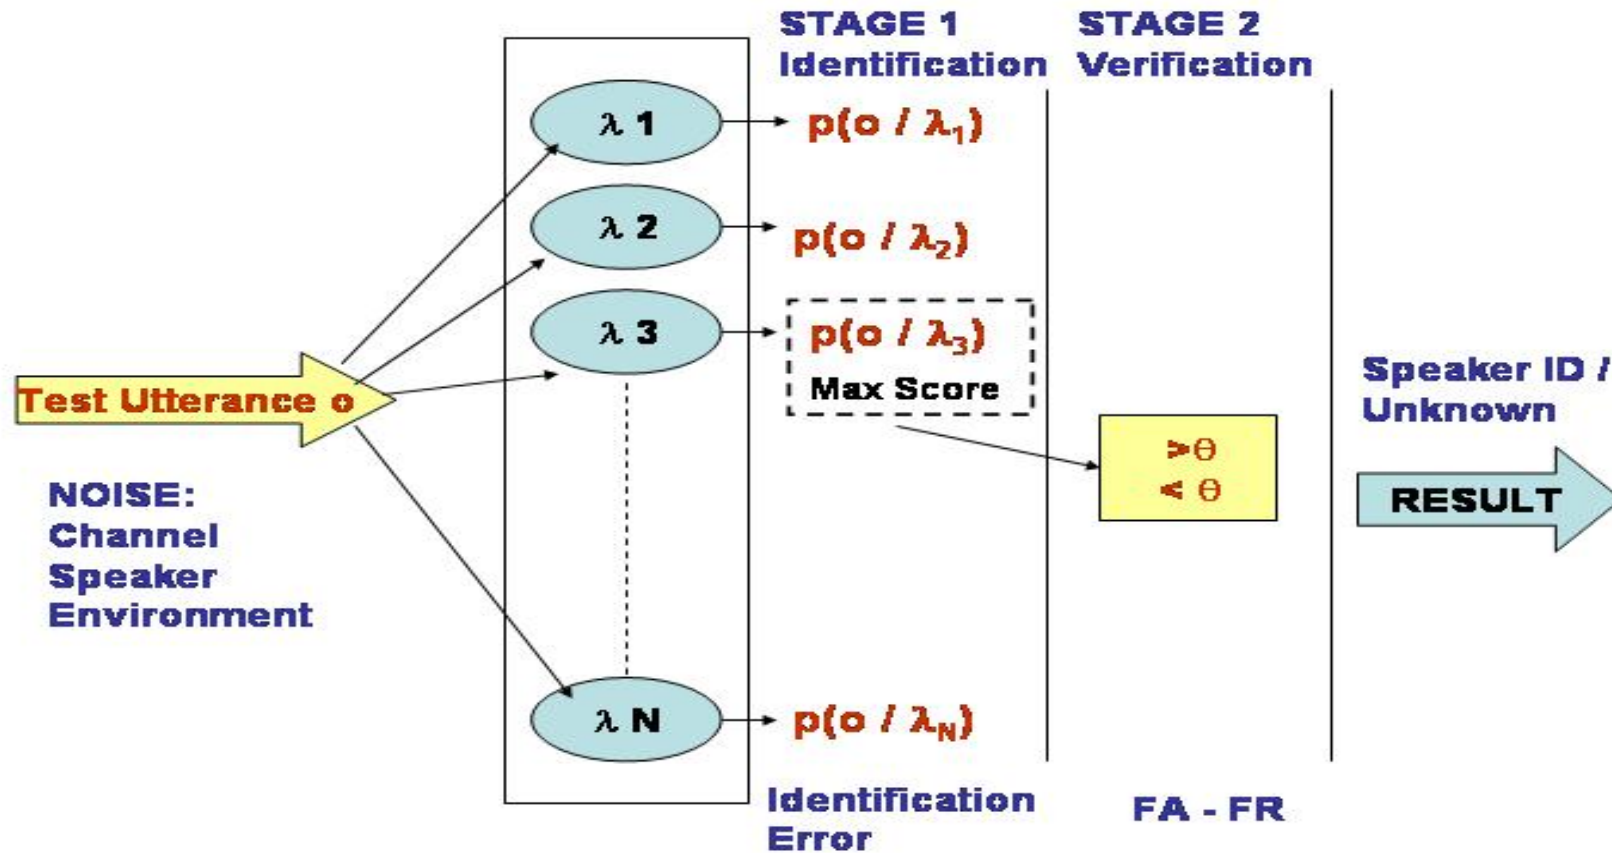 STAGE 1
Identification
STAGE 2
Verification
λ 1
p(o / λ₁)
λ 2
p(o / λ₂)
λ 3
p(o / λ₃)
Max Score
Test Utterance o
NOISE:
Channel
Speaker
Environment
>θ
< θ
Speaker ID /
Unknown
RESULT
λ N
p(o / λN)
Identification
Error
FA - FR